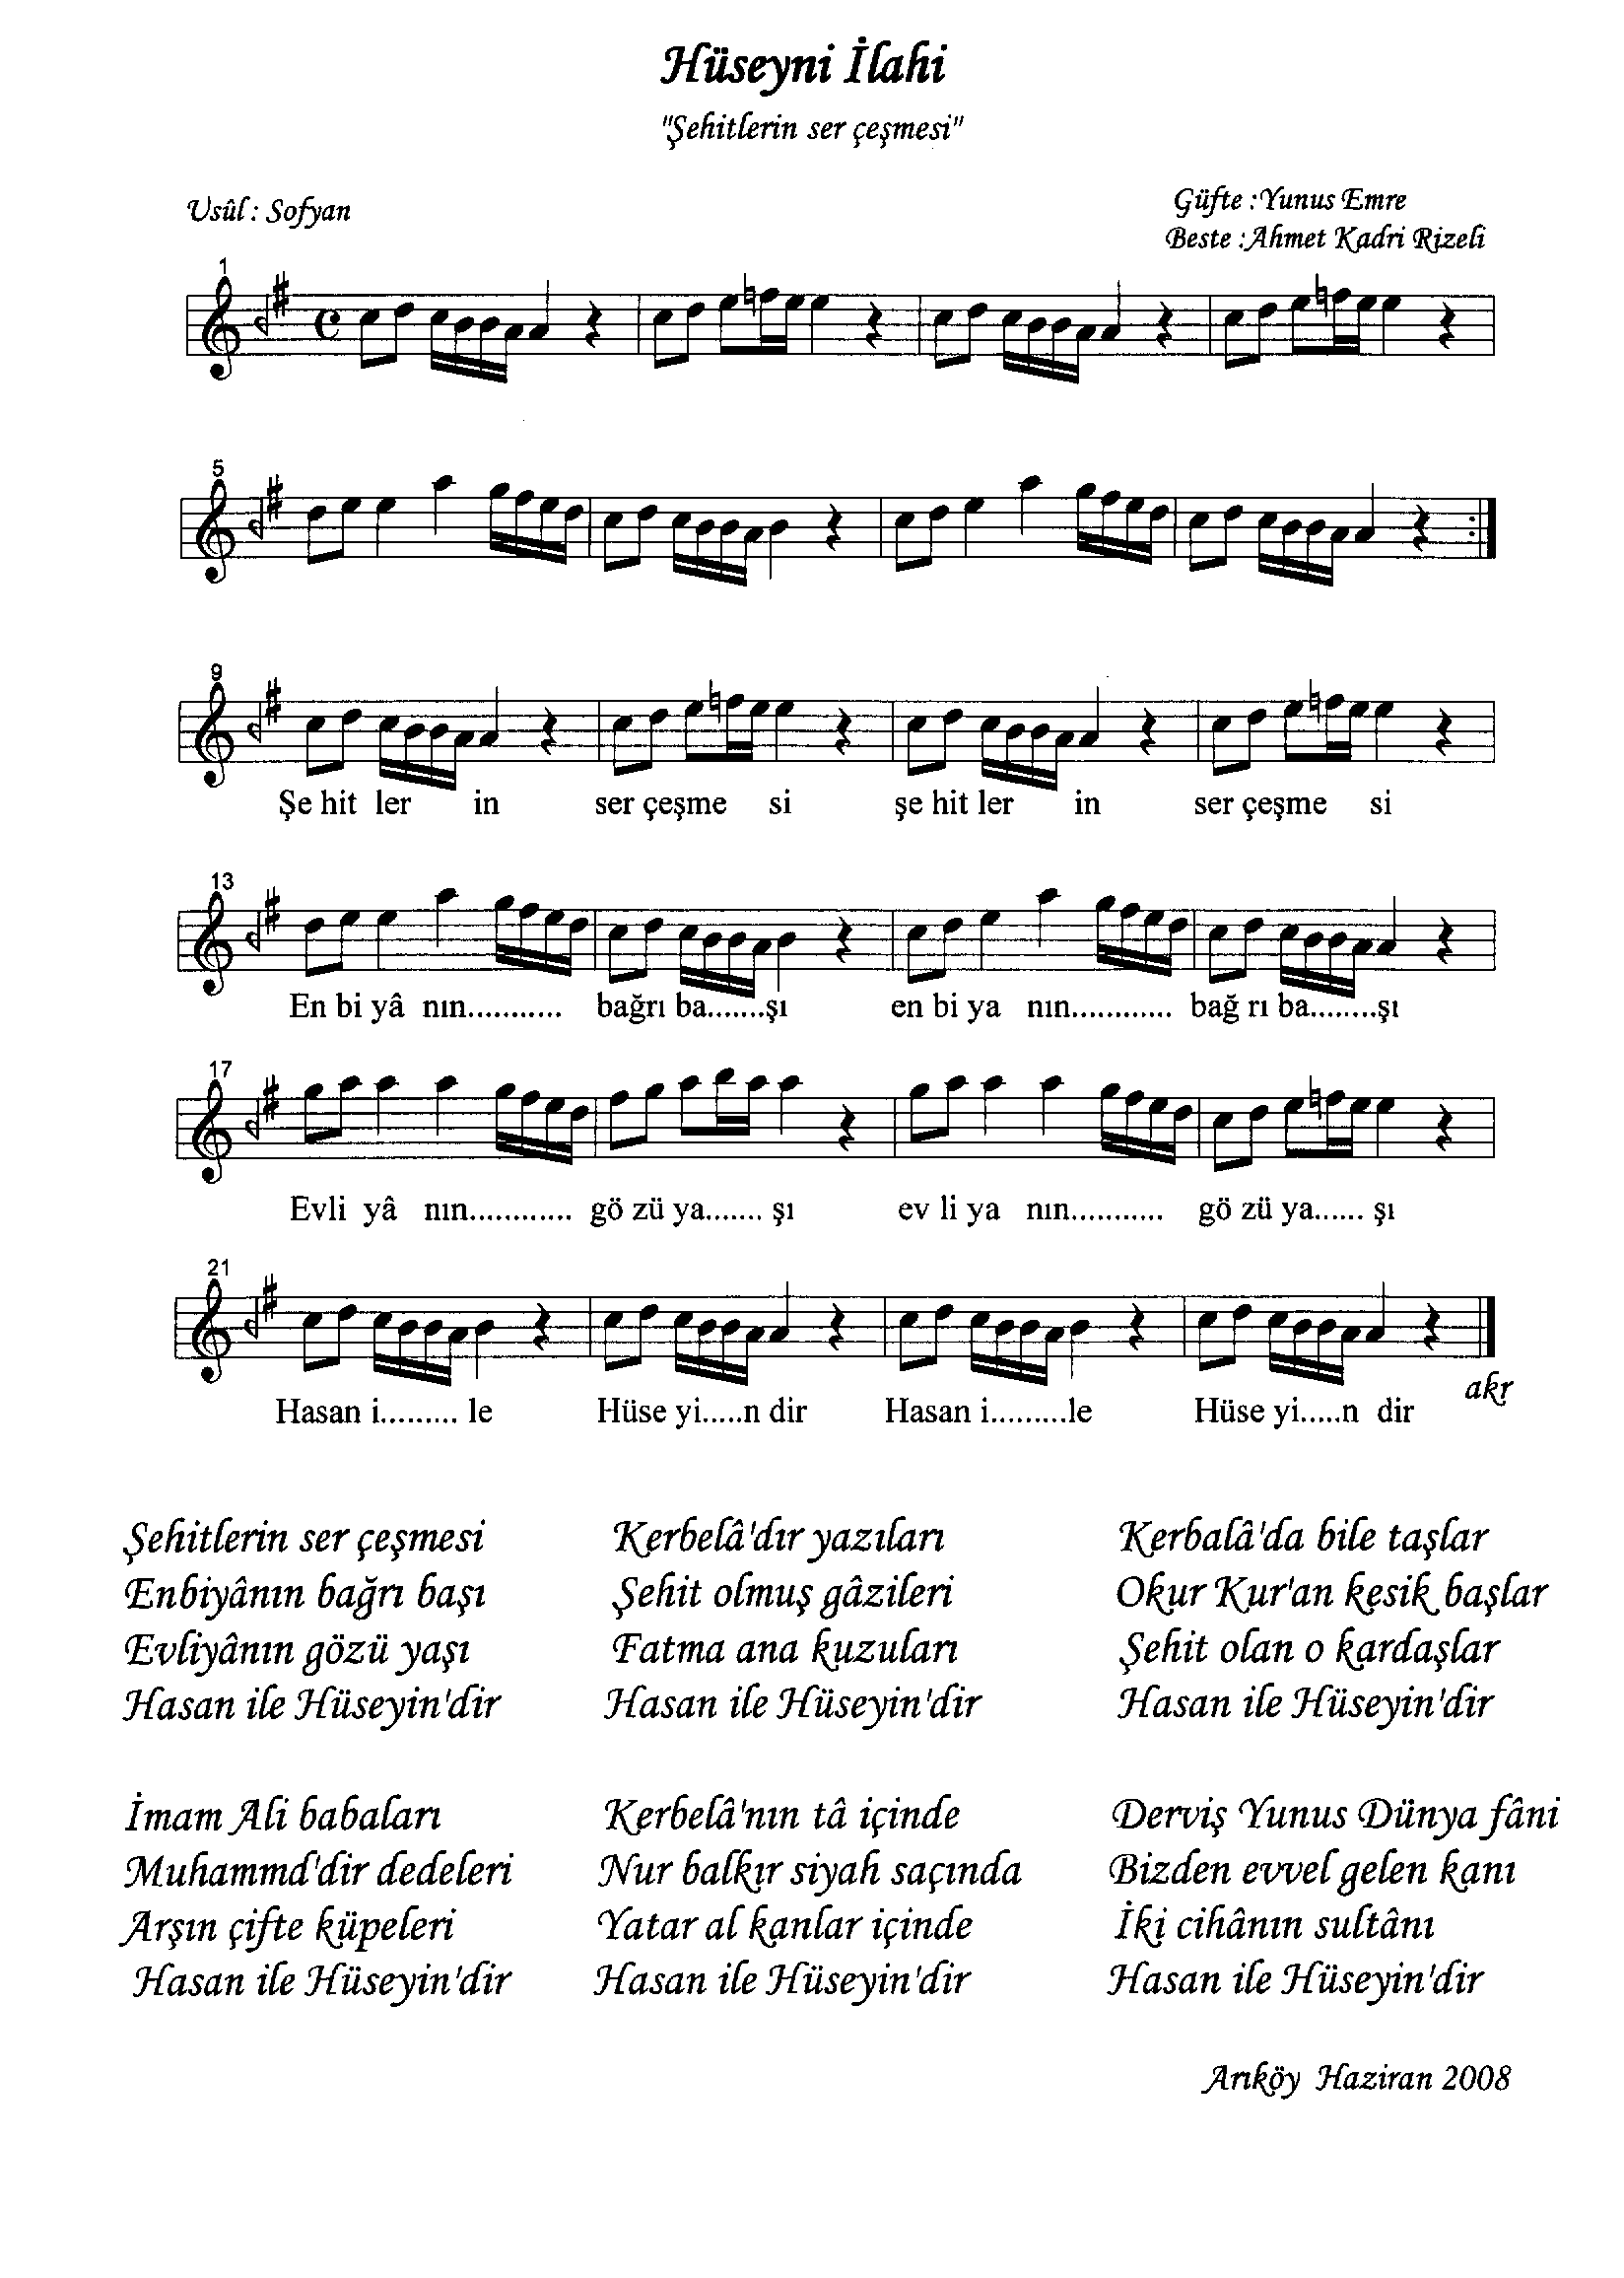 Hüseyni İlahi
"Şehitlerin ser çeşmesi"
Usûl : Sofyan
Güfte :Yunus Emre
Beste :Ahmet Kadri Rizeli
1
5
9
Şe hit ler in ser çeşme si şe hit ler in ser çeşme si
13
En bi yâ nın........... bağrı ba.......şı en bi ya nın............ bağ rı ba........şı
17
Evli yâ nın............ gö zü ya....... şı ev li ya nın........... gö zü ya...... şı
21
akr
Hasan i......... le Hüse yi.....n dir Hasan i.........le Hüse yi.....n dir
Şehitlerin ser çeşmesi
Enbiyânın bağrı başı
Evliyânın gözü yaşı
Hasan ile Hüseyin'dir
Kerbelâ'dır yazıları
Şehit olmuş gâzileri
Fatma ana kuzuları
Hasan ile Hüseyin'dir
Kerbalâ'da bile taşlar
Okur Kur'an kesik başlar
Şehit olan o kardaşlar
Hasan ile Hüseyin'dir
İmam Ali babaları
Muhammd'dir dedeleri
Arşın çifte küpeleri
Hasan ile Hüseyin'dir
Kerbelâ'nın tâ içinde
Nur balkır siyah saçında
Yatar al kanlar içinde
Hasan ile Hüseyin'dir
Derviş Yunus Dünya fâni
Bizden evvel gelen kanı
İki cihânın sultânı
Hasan ile Hüseyin'dir
Arıköy Haziran 2008